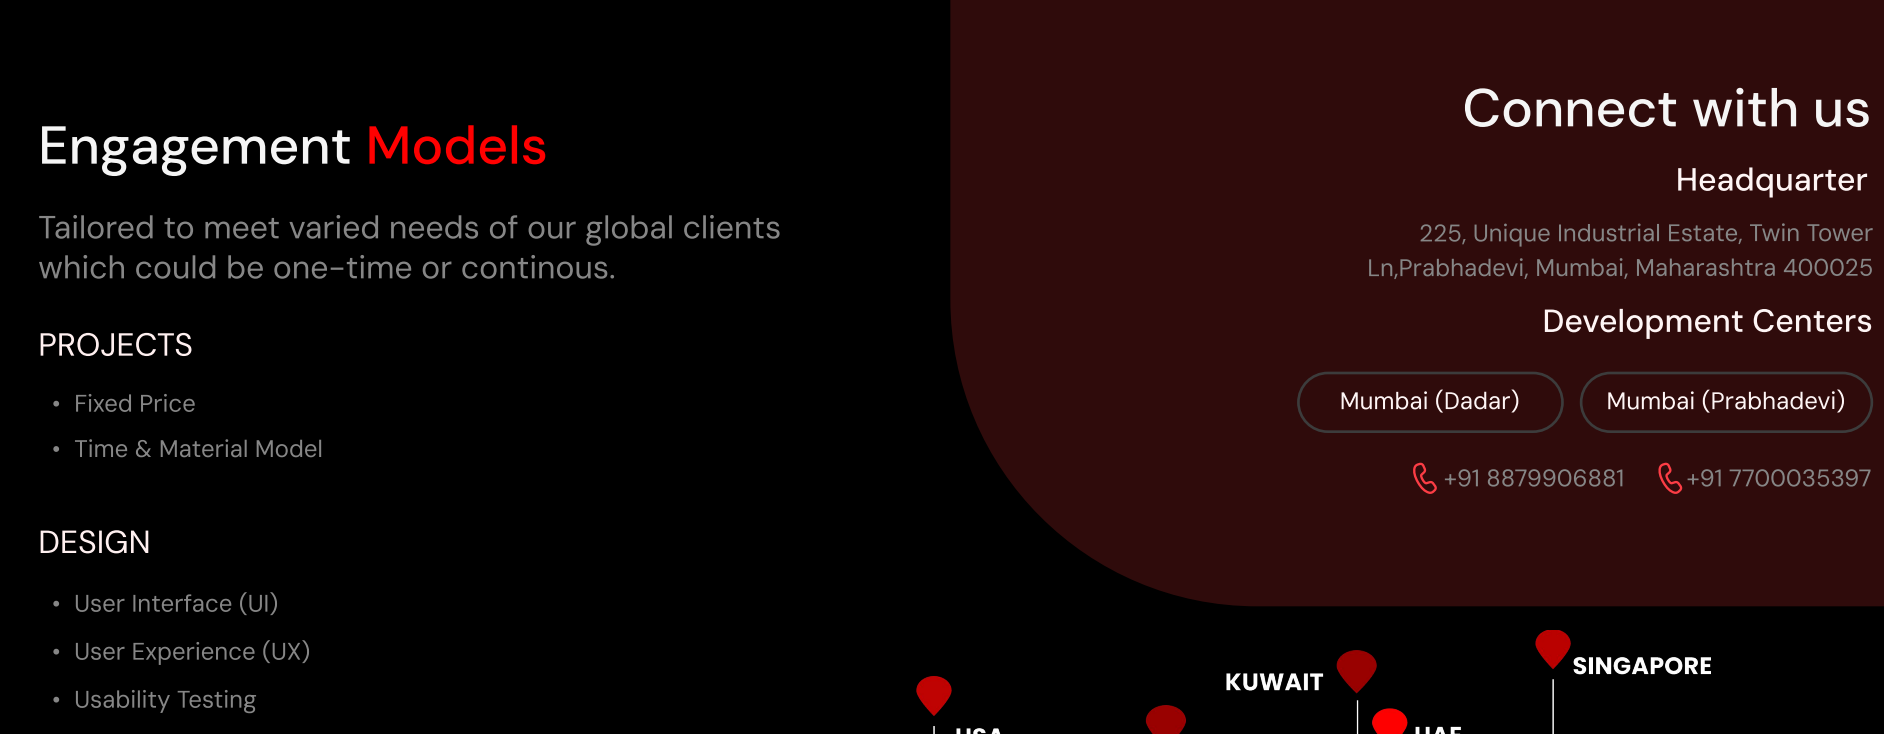 Engagement Models
Tailored to meet varied needs of our global clients
which could be one-time or continous.
PROJECTS
• Fixed Price
• Time & Material Model
DESIGN
• User Interface (UI)
• User Experience (UX)
• Usability Testing
Connect with us
Headquarter
225, Unique Industrial Estate, Twin Tower
Ln,Prabhadevi, Mumbai, Maharashtra 400025
Development Centers
Mumbai (Dadar)
Mumbai (Prabhadevi)
+91 8879906881
+91 7700035397
SINGAPORE
KUWAIT
USA
UAE